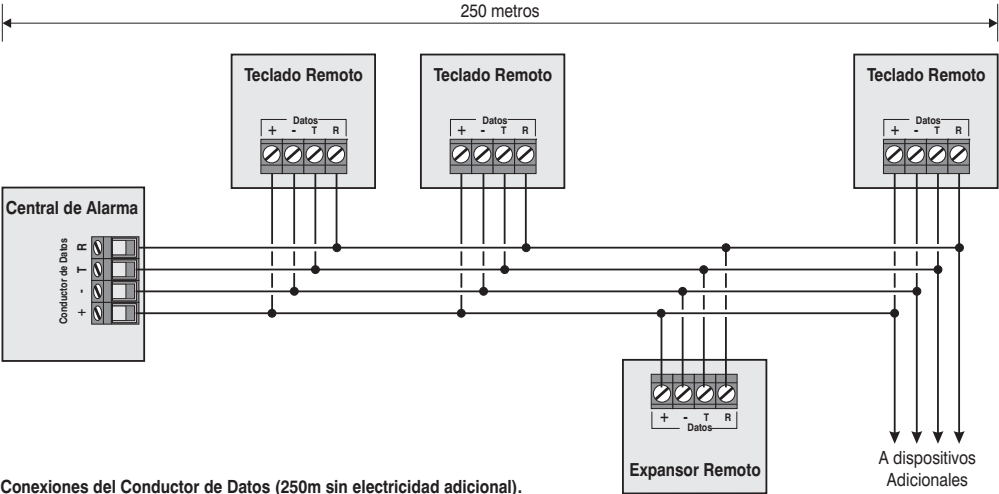 250 metros
Teclado Remoto
Datos
+ - T R
Teclado Remoto
Datos
+ - T R
Teclado Remoto
Datos
+ - T R
Central de Alarma
Conductor de Datos
R
T
-
+
+ - T R
Datos
Expansor Remoto
A dispositivos
Adicionales
Conexiones del Conductor de Datos (250m sin electricidad adicional).